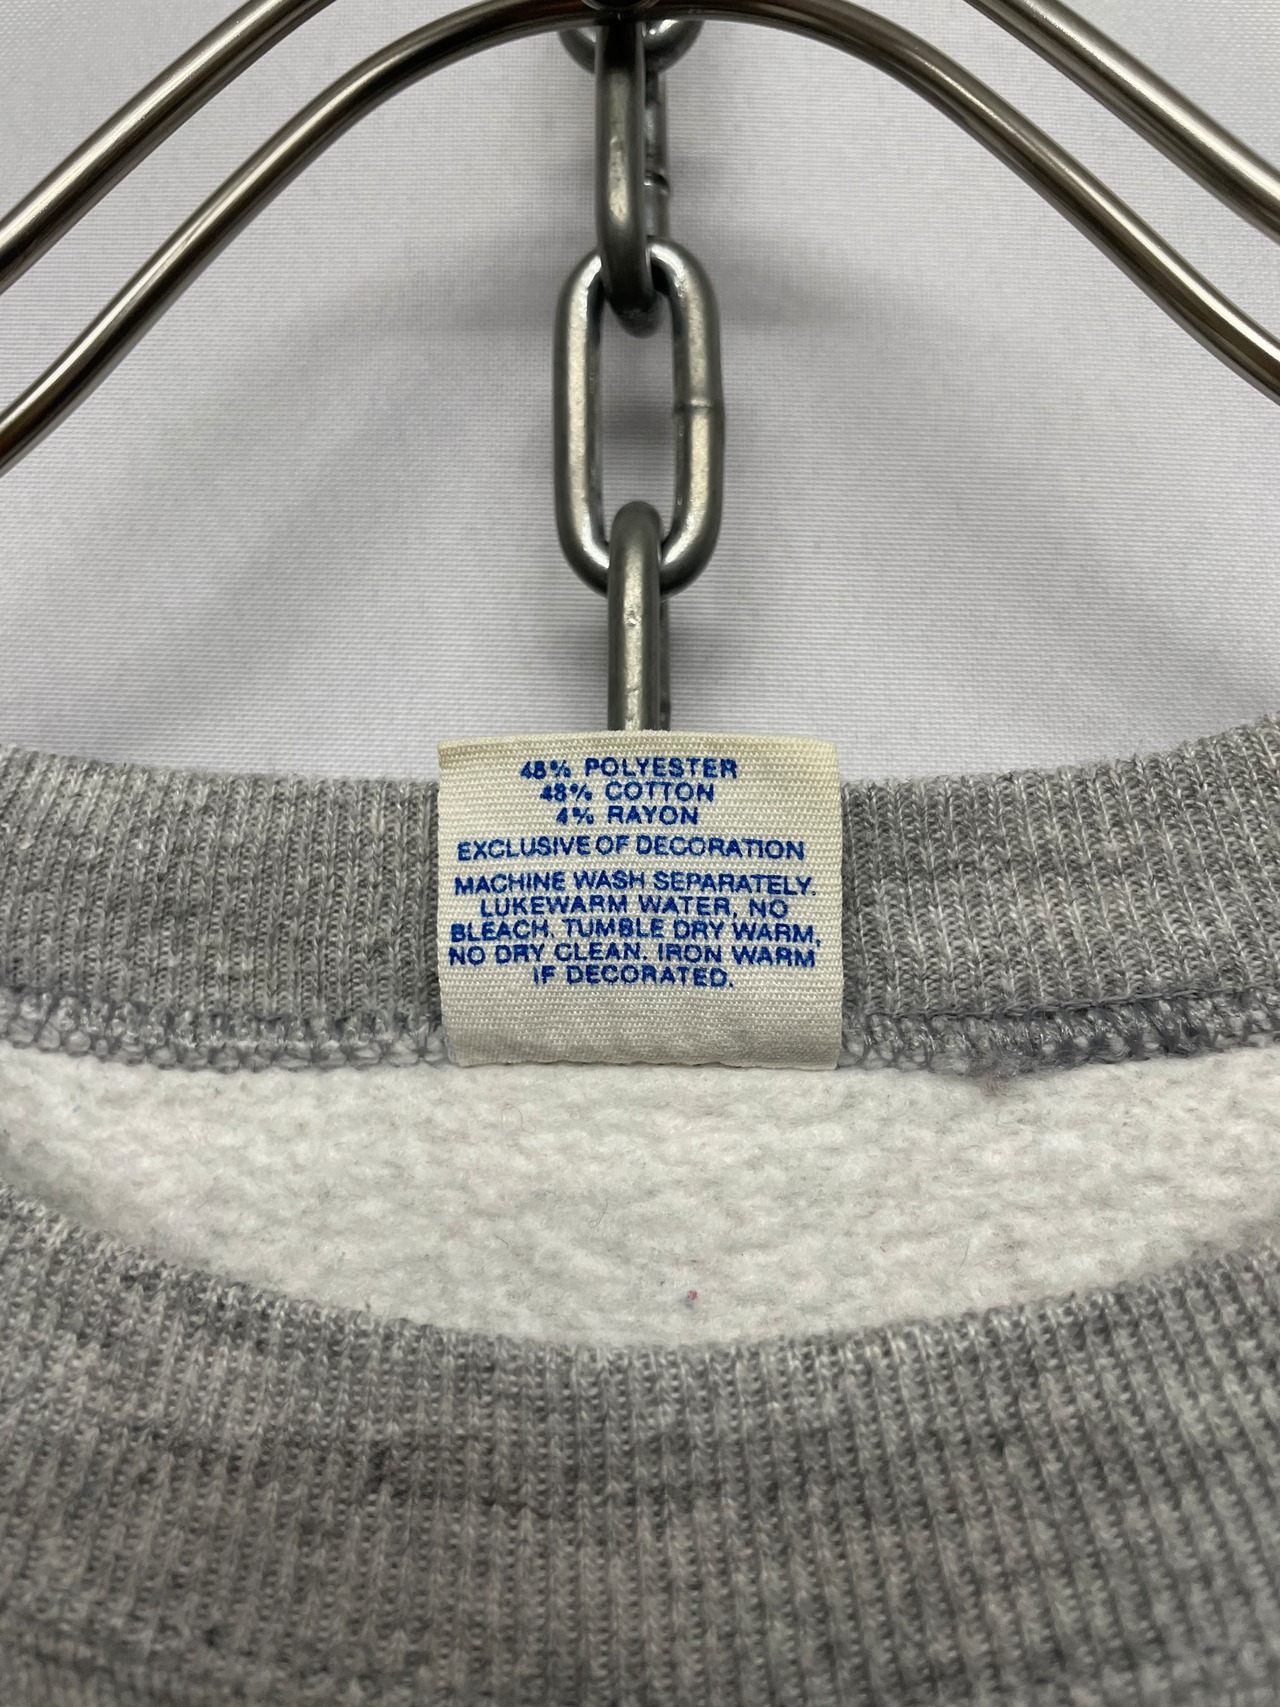 48% POLYESTER
48% COTTON
4% RAYON
EXCLUSIVE OF DECORATION
MACHINE WASH SEPARATELY.
LUKEWARM WATER, NO
BLEACH. TUMBLE DRY WARM,
NO DRY CLEAN. IRON WARM
IF DECORATED.